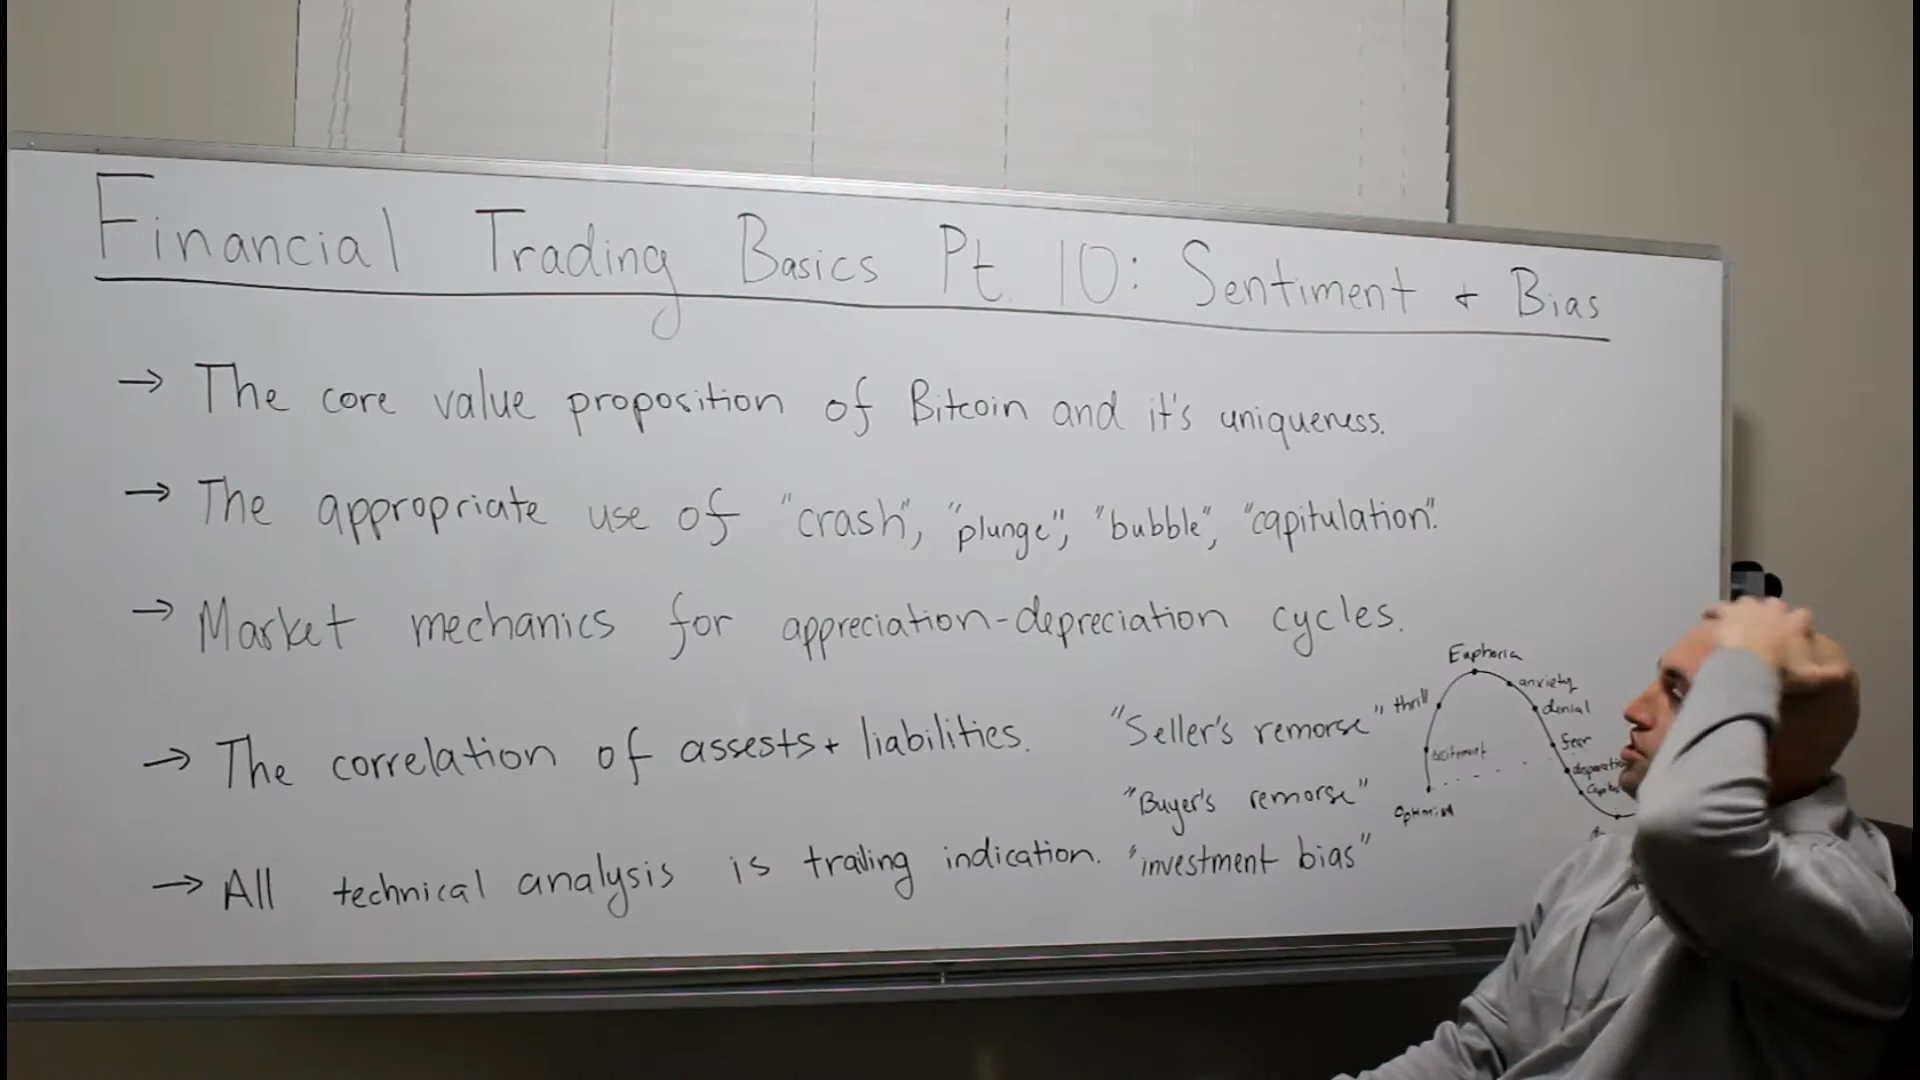 Financial Trading Basics Pt. 10: Sentiment + Bias
→ The core value proposition of Bitcoin and it's uniqueness.
→ The appropriate use of "crash", "plunge", "bubble", "capitulation".
→ Market mechanics for appreciation-depreciation cycles.
→ The correlation of assests + liabilities.
→ All technical analysis is trailing indication.
"Seller's remorse"
"Buyer's remorse"
"investment bias"
Euphoria
thrill
anxiety
denial
fear